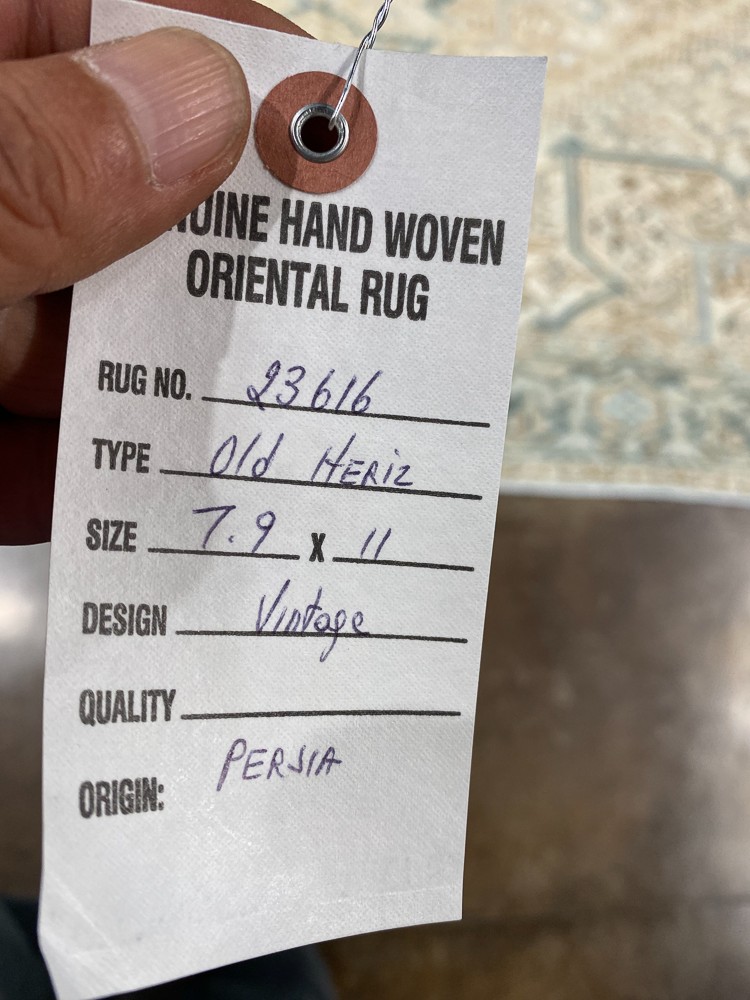 NUINE HAND WOVEN
ORIENTAL RUG
RUG NO. 23616
TYPE Old HERiZ
SIZE 7.9 X 11
DESIGN Vintage
QUALITY
ORIGIN: PERSIA